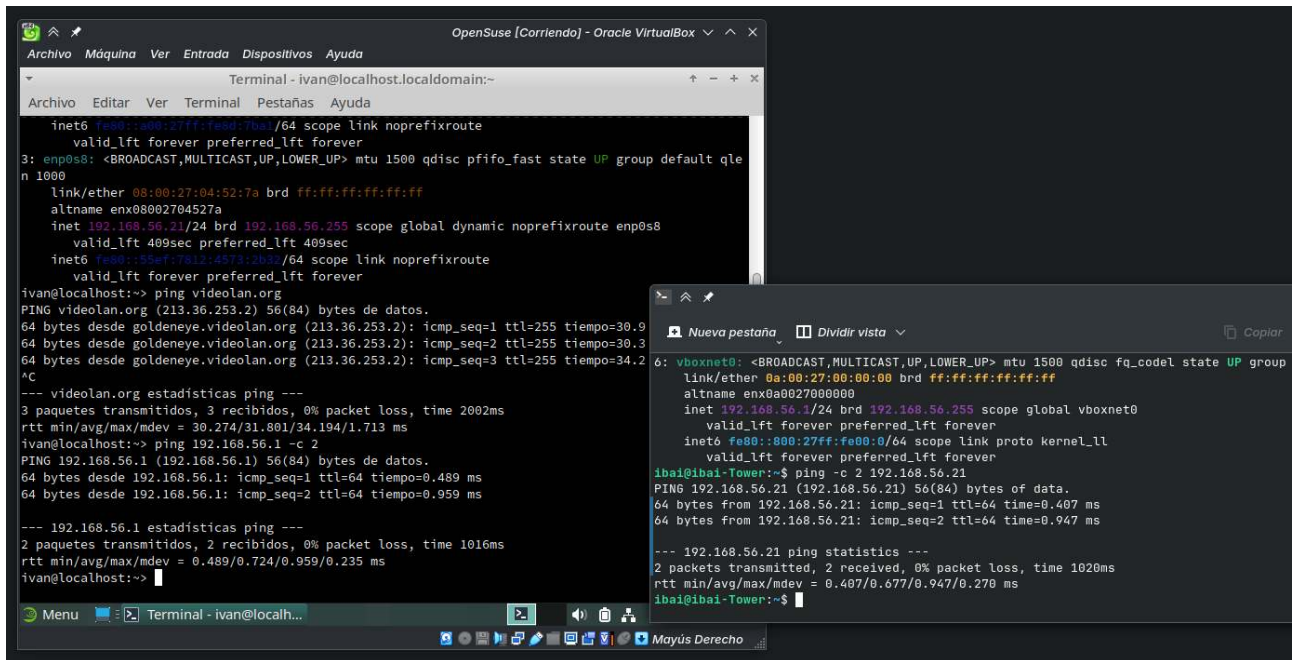 OpenSuse [Corriendo] - Oracle VirtualBox
Archivo Máquina Ver Entrada Dispositivos Ayuda
Terminal - ivan@localhost.localdomain:~
Archivo Editar Ver Terminal Pestañas Ayuda
inet6 fe80::a00:27ff:fe8d:7ba1/64 scope link noprefixroute
valid_lft forever preferred_lft forever
3: enp0s8: <BROADCAST,MULTICAST,UP,LOWER_UP> mtu 1500 qdisc pfifo_fast state UP group default qle
n 1000
link/ether 08:00:27:04:52:7a brd ff:ff:ff:ff:ff:ff
altname enx08002704527a
inet 192.168.56.21/24 brd 192.168.56.255 scope global dynamic noprefixroute enp0s8
valid_lft 409sec preferred_lft 409sec
inet6 fe80::55ef:7812:4573:2b32/64 scope link noprefixroute
valid_lft forever preferred_lft forever
ivan@localhost:~> ping videolan.org
PING videolan.org (213.36.253.2) 56(84) bytes de datos.
64 bytes desde goldeneye.videolan.org (213.36.253.2): icmp_seq=1 ttl=255 tiempo=30.9
64 bytes desde goldeneye.videolan.org (213.36.253.2): icmp_seq=2 ttl=255 tiempo=30.3
64 bytes desde goldeneye.videolan.org (213.36.253.2): icmp_seq=3 ttl=255 tiempo=34.2
^C
--- videolan.org estadísticas ping ---
3 paquetes transmitidos, 3 recibidos, 0% packet loss, time 2002ms
rtt min/avg/max/mdev = 30.274/31.801/34.194/1.713 ms
ivan@localhost:~> ping 192.168.56.1 -c 2
PING 192.168.56.1 (192.168.56.1) 56(84) bytes de datos.
64 bytes desde 192.168.56.1: icmp_seq=1 ttl=64 tiempo=0.489 ms
64 bytes desde 192.168.56.1: icmp_seq=2 ttl=64 tiempo=0.959 ms
--- 192.168.56.1 estadísticas ping ---
2 paquetes transmitidos, 2 recibidos, 0% packet loss, time 1016ms
rtt min/avg/max/mdev = 0.489/0.724/0.959/0.235 ms
ivan@localhost:~>
Menu Terminal - ivan@localh...
Mayús Derecho
Nueva pestaña Dividir vista Copiar
6: vboxnet0: <BROADCAST,MULTICAST,UP,LOWER_UP> mtu 1500 qdisc fq_codel state UP group
link/ether 0a:00:27:00:00:00 brd ff:ff:ff:ff:ff:ff
altname enx0a0027000000
inet 192.168.56.1/24 brd 192.168.56.255 scope global vboxnet0
valid_lft forever preferred_lft forever
inet6 fe80::800:27ff:fe00:0/64 scope link proto kernel_ll
valid_lft forever preferred_lft forever
ibai@ibai-Tower:~$ ping -c 2 192.168.56.21
PING 192.168.56.21 (192.168.56.21) 56(84) bytes of data.
64 bytes from 192.168.56.21: icmp_seq=1 ttl=64 time=0.407 ms
64 bytes from 192.168.56.21: icmp_seq=2 ttl=64 time=0.947 ms
--- 192.168.56.21 ping statistics ---
2 packets transmitted, 2 received, 0% packet loss, time 1020ms
rtt min/avg/max/mdev = 0.407/0.677/0.947/0.270 ms
ibai@ibai-Tower:~$